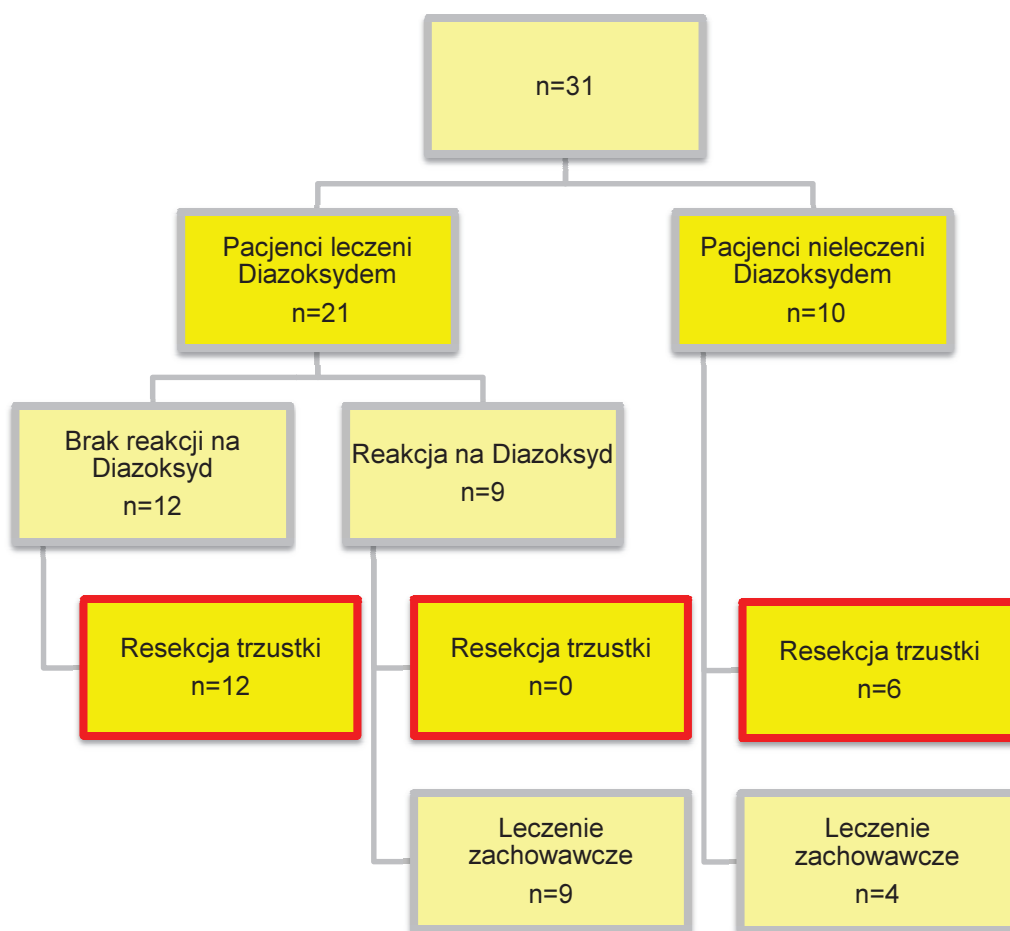 n=31
Pacjenci leczeni
Diazoksydem
n=21
Pacjenci nieleczeni
Diazoksydem
n=10
Brak reakcji na
Diazoksyd
n=12
Reakcja na Diazoksyd
n=9
Resekcja trzustki
n=12
Resekcja trzustki
n=0
Resekcja trzustki
n=6
Leczenie
zachowawcze
n=9
Leczenie
zachowawcze
n=4